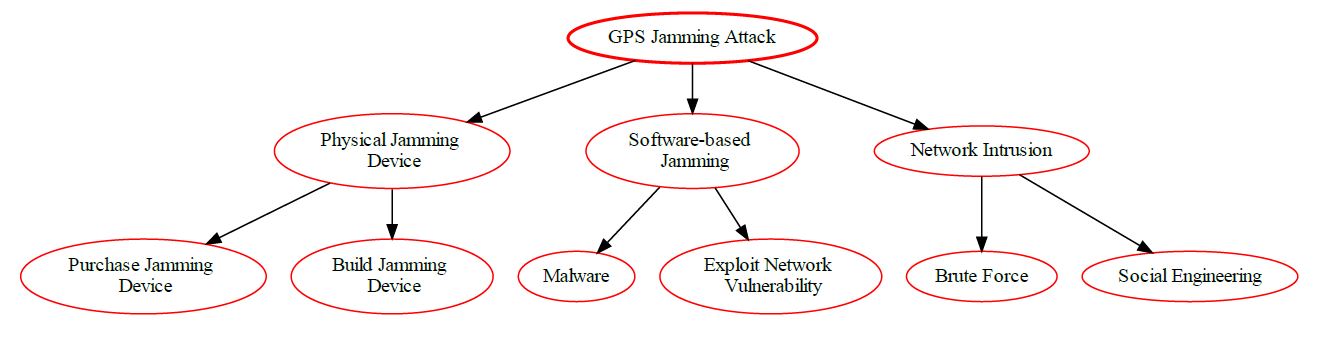 GPS Jamming Attack
Physical Jamming
Device
Software-based
Jamming
Network Intrusion
Purchase Jamming
Device
Build Jamming
Device
Malware
Exploit Network
Vulnerability
Brute Force
Social Engineering